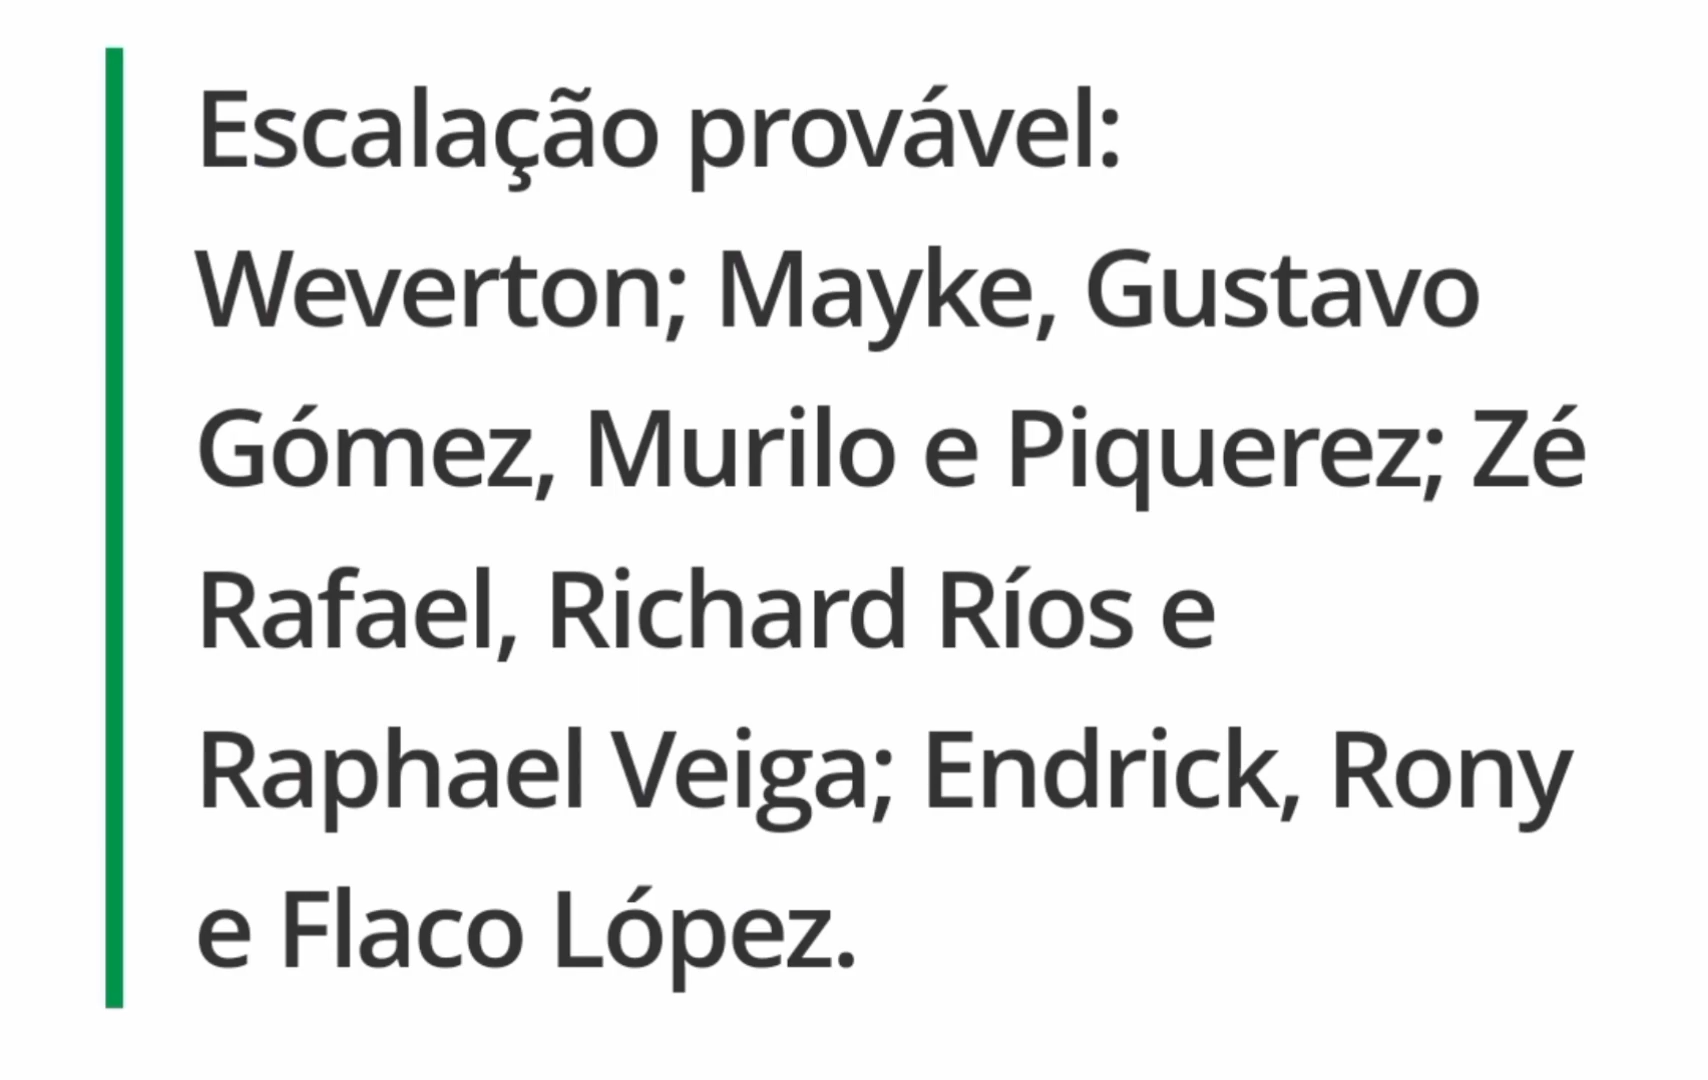 Escalação provável:
Weverton; Mayke, Gustavo
Gómez, Murilo e Piquerez; Zé
Rafael, Richard Ríos e
Raphael Veiga; Endrick, Rony
e Flaco López.